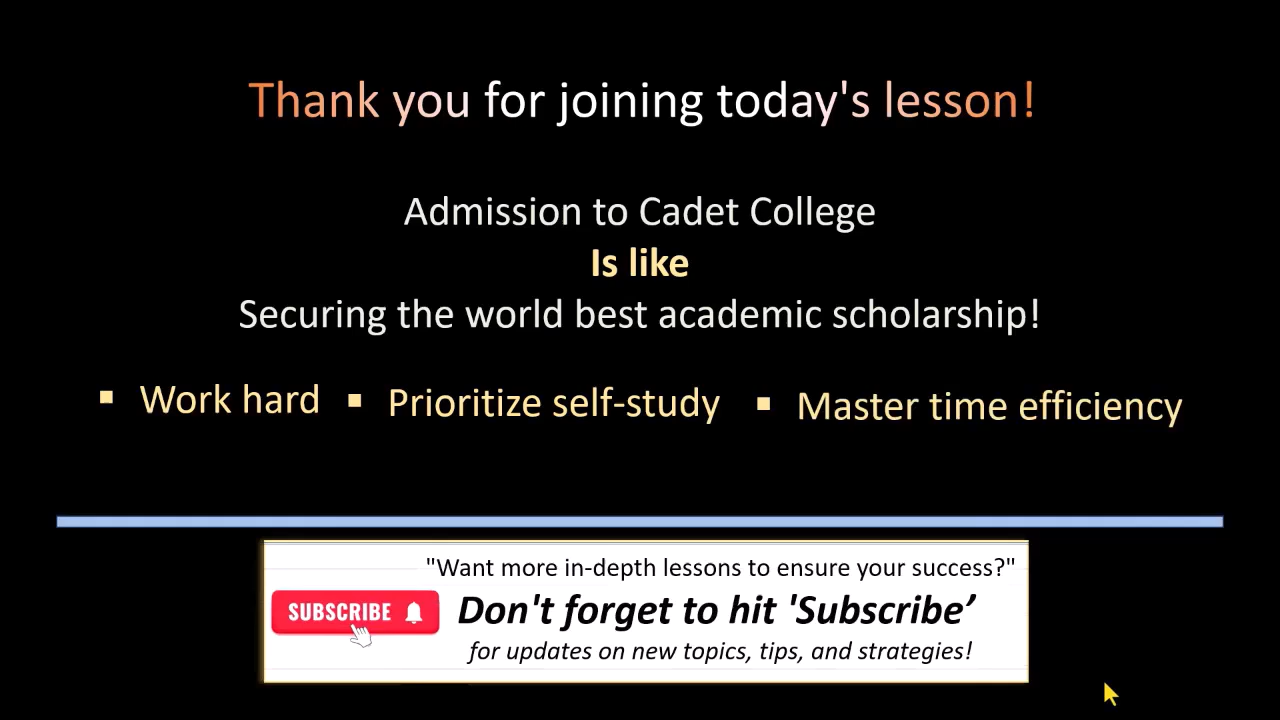 Thank you for joining today's lesson!
Admission to Cadet College
Is like
Securing the world best academic scholarship!
▪ Work hard ▪ Prioritize self-study ▪ Master time efficiency
"Want more in-depth lessons to ensure your success?"
SUBSCRIBE
Don't forget to hit 'Subscribe’
for updates on new topics, tips, and strategies!